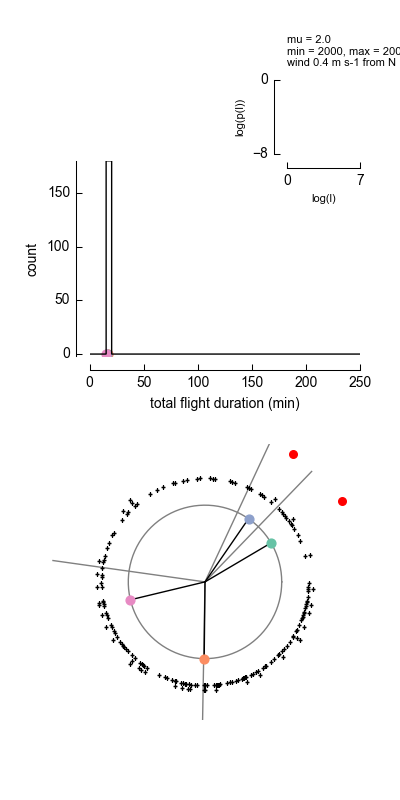 mu = 2.0
min = 2000, max = 200
wind 0.4 m s-1 from N
0
−8
log(p(l))
0 7
log(l)
150
100
50
0
count
0 50 100 150 200 250
total flight duration (min)